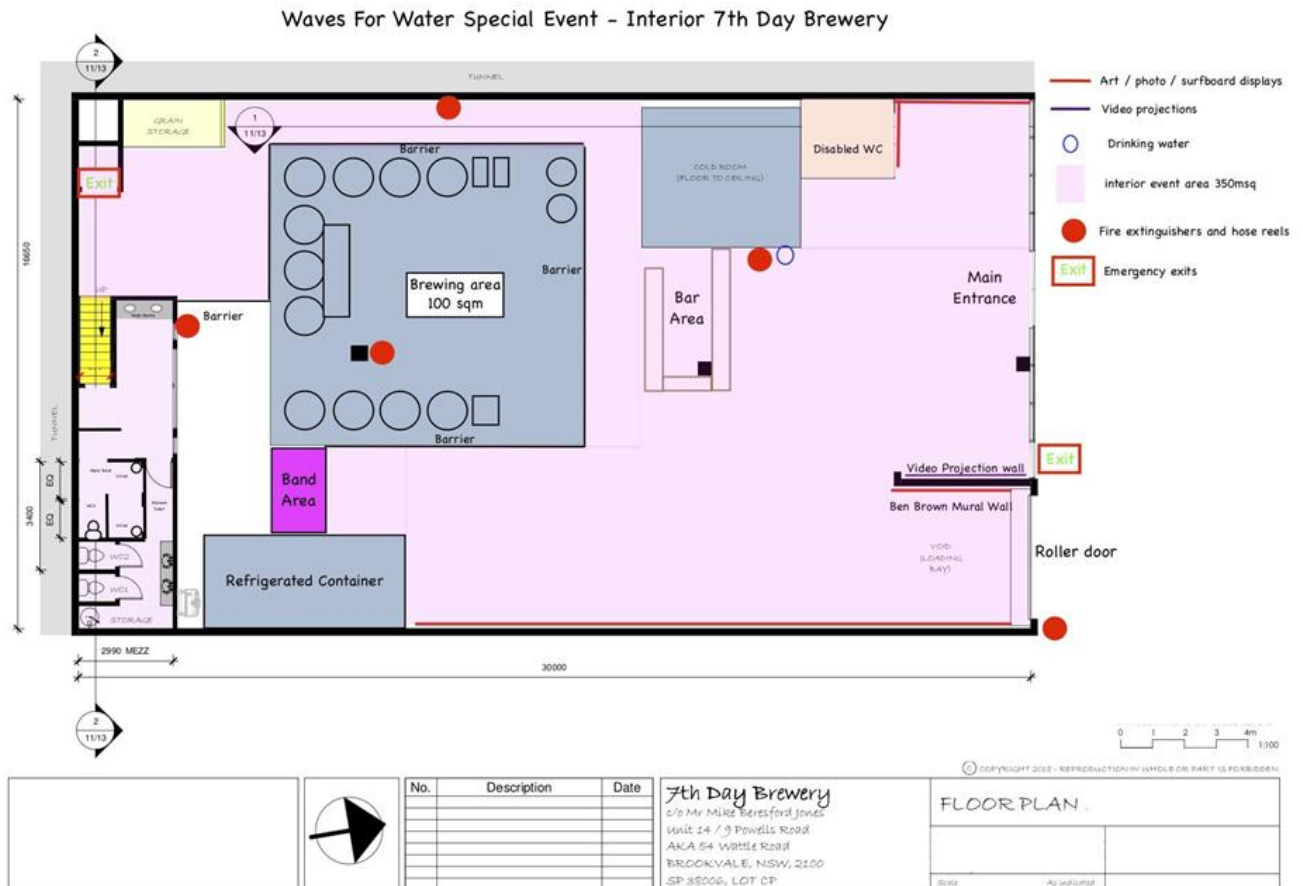 Waves For Water Special Event - Interior 7th Day Brewery
2
11/13
TUNNEL
Art / photo / surfboard displays
Video projections
Drinking water
interior event area 350msq
Fire extinguishers and hose reels
Exit
Emergency exits
GRAIN
STORAGE
1
11/13
Barrier
COLD ROOM
(FLOOR TO CEILING)
Disabled WC
Exit
16650
Barrier
Brewing area
100 sqm
Main
Entrance
Bar
Area
UP
Barrier
TUNNEL
Barrier
Exit
Video Projection wall
Band
Area
Ben Brown Mural Wall
EQ
EQ
3400
VOID
(LOADING
BAY)
Roller door
WC2
WC1
Refrigerated Container
STORAGE
2990 MEZZ
30000
2
11/13
0 1 2 3 4m
1:100
COPYRIGHT 2015 - REPRODUCTION IN WHOLE OR PART IS FORBIDDEN
No. Description Date
7th Day Brewery
c/o Mr Mike Beresford Jones
Unit 14 / 9 Powells Road
AKA 54 Wattle Road
BROOKVALE, NSW, 2100
SP 38006, LOT CP
FLOOR PLAN .
Scale As indicated